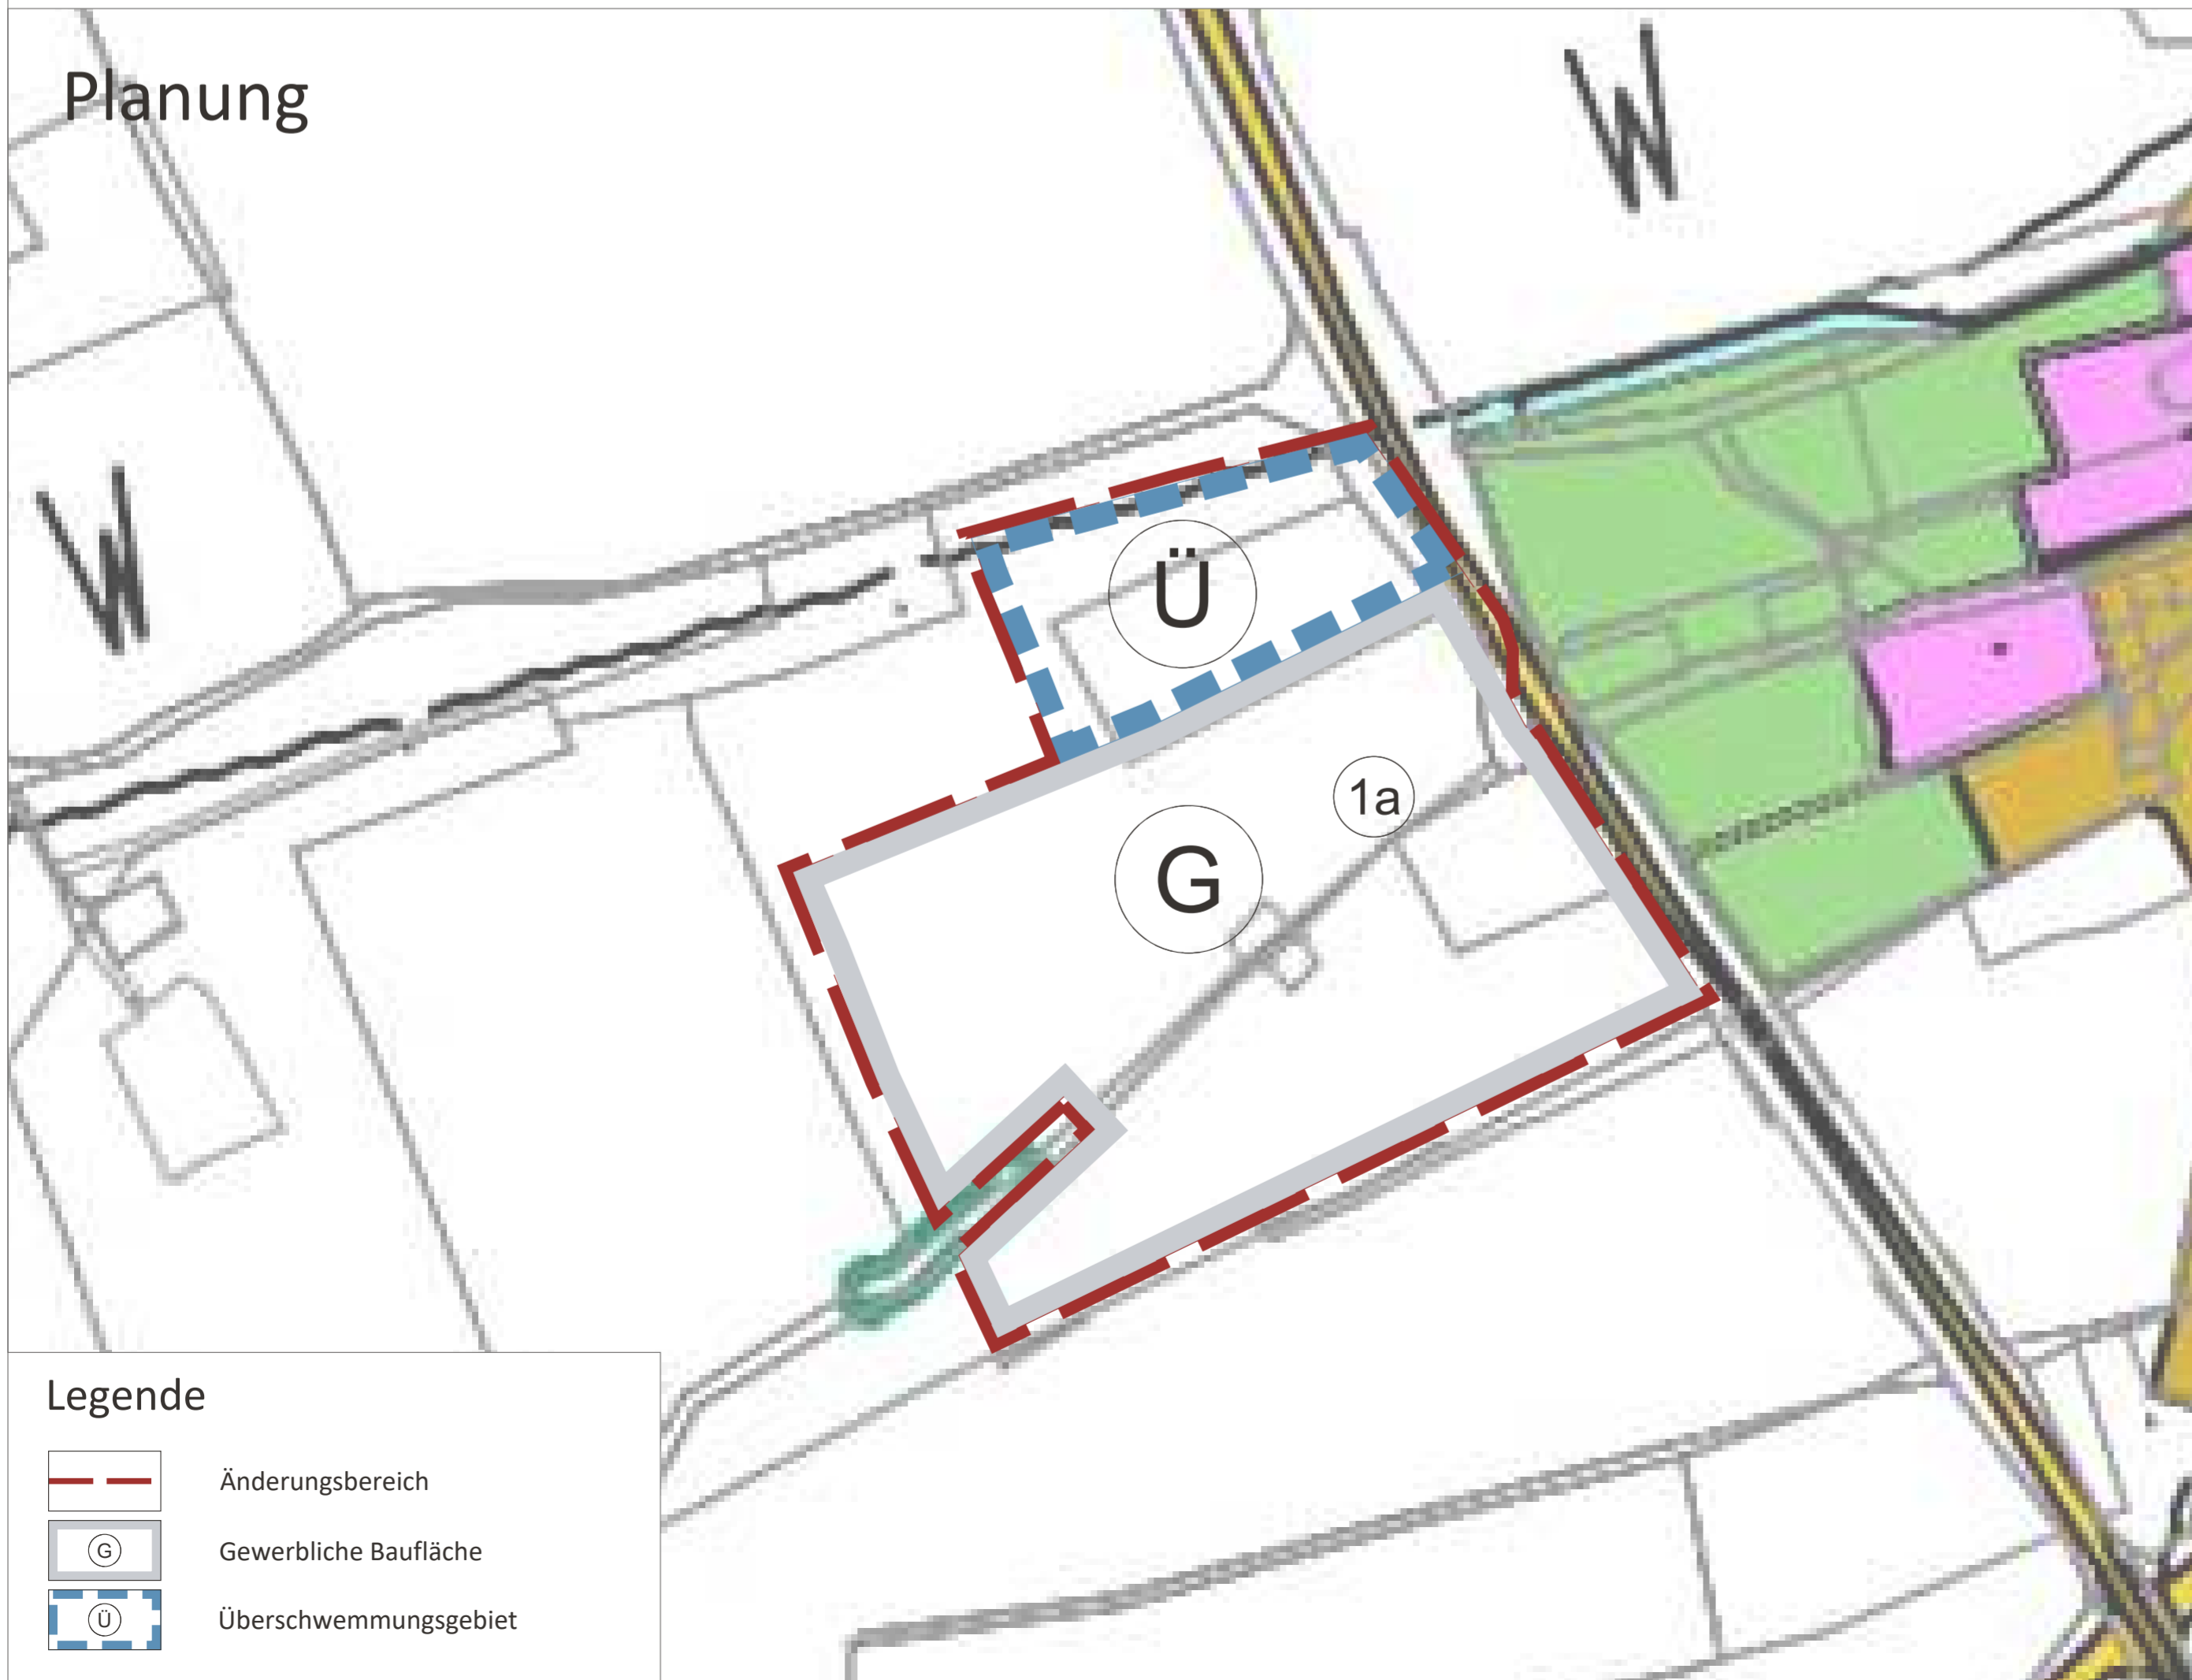 Planung
W
W
Ü
1a
G
Legende
Änderungsbereich
G
Gewerbliche Baufläche
Ü
Überschwemmungsgebiet